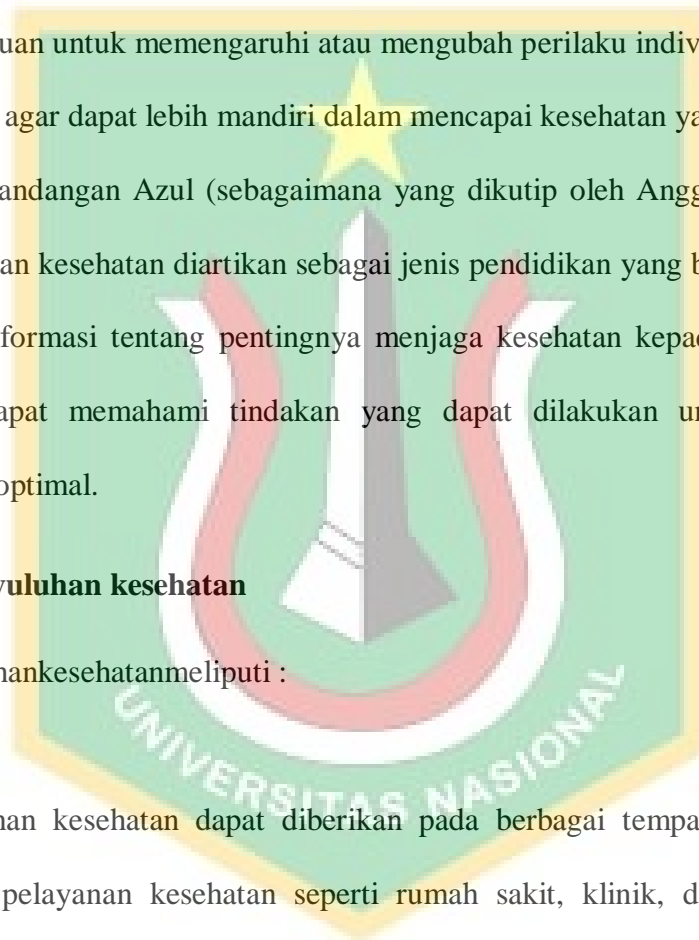 uan untuk memengaruhi atau mengubah perilaku indiv
agar dapat lebih mandiri dalam mencapai kesehatan ya
andangan Azul (sebagaimana yang dikutip oleh Angg
an kesehatan diartikan sebagai jenis pendidikan yang b
formasi tentang pentingnya menjaga kesehatan kepad
apat memahami tindakan yang dapat dilakukan un
optimal.
yuluhan kesehatan
hankesehatanmeliputi :
UNIVERSITAS NASIONAL
han kesehatan dapat diberikan pada berbagai tempa
pelayanan kesehatan seperti rumah sakit, klinik, d